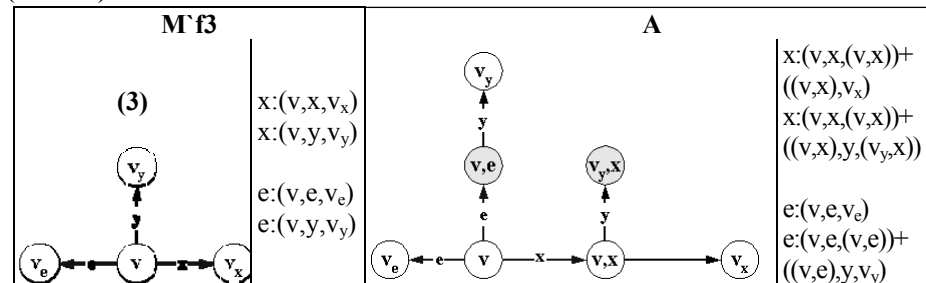 M`f3
A
(3)
v_y
v_e
v
v_x
y
e
x
x:(v,x,v_x)
x:(v,y,v_y)
e:(v,e,v_e)
e:(v,y,v_y)
v_y
y
v,e
v_y,x
e
y
v_e
e
v
x
v,x
v_x
x:(v,x,(v,x))+
((v,x),v_x)
x:(v,x,(v,x))+
((v,x),y,(v_y,x))
e:(v,e,v_e)
e:(v,e,(v,e))+
((v,e),y,v_y)